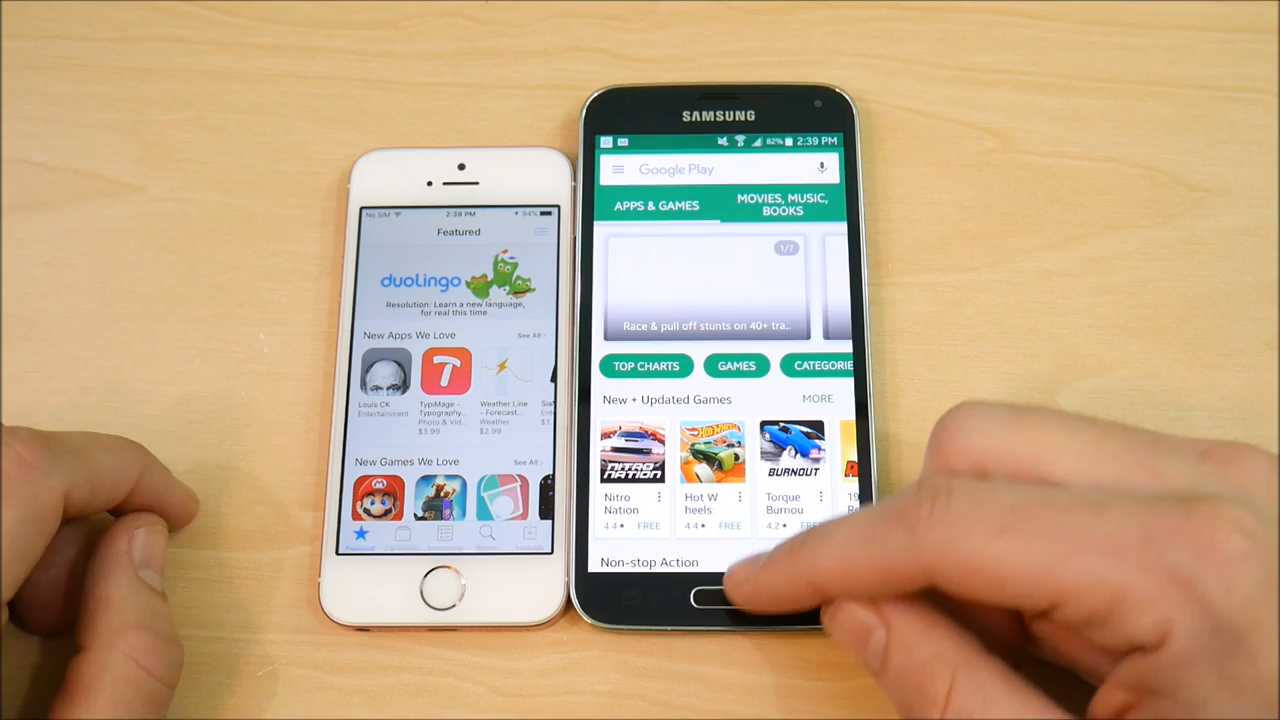 No SIM
2:39 PM
94%
Featured
duolingo
Resolution: Learn a new language,
for real this time
New Apps We Love
See All
Louis CK
Entertainment
TypiMage -
Typography...
Photo & Vid...
$3.99
Weather Line
- Forecast...
Weather
$2.99
New Games We Love
See All
SAMSUNG
82%
2:39 PM
Google Play
APPS & GAMES
MOVIES, MUSIC,
BOOKS
1/7
Race & pull off stunts on 40+ tra..
TOP CHARTS
GAMES
CATEGORIE
New + Updated Games
MORE
NITRO
NATION
HOT WHEELS
BURNOUT
Nitro
Nation
4.4★
FREE
Hot W
heels:
4.4★
FREE
Torque
Burnou
4.2★
FREE
19
Non-stop Action